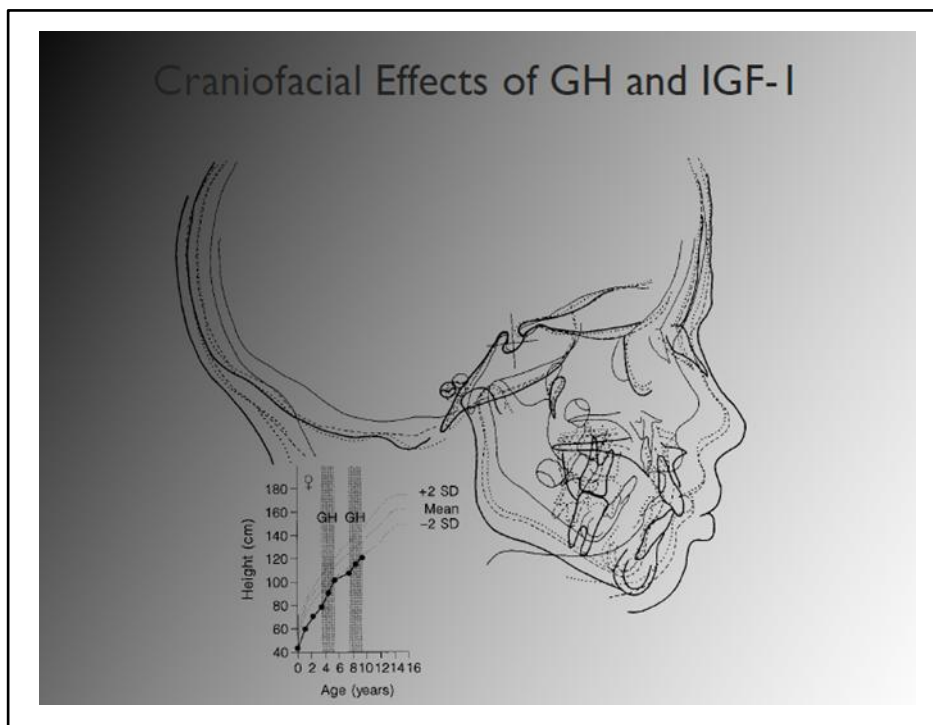 Craniofacial Effects of GH and IGF-1
♀
180
160
140
120
100
80
60
40
Height (cm)
GH GH
+2 SD
Mean
−2 SD
0 2 4 6 8 10 12 14 16
Age (years)